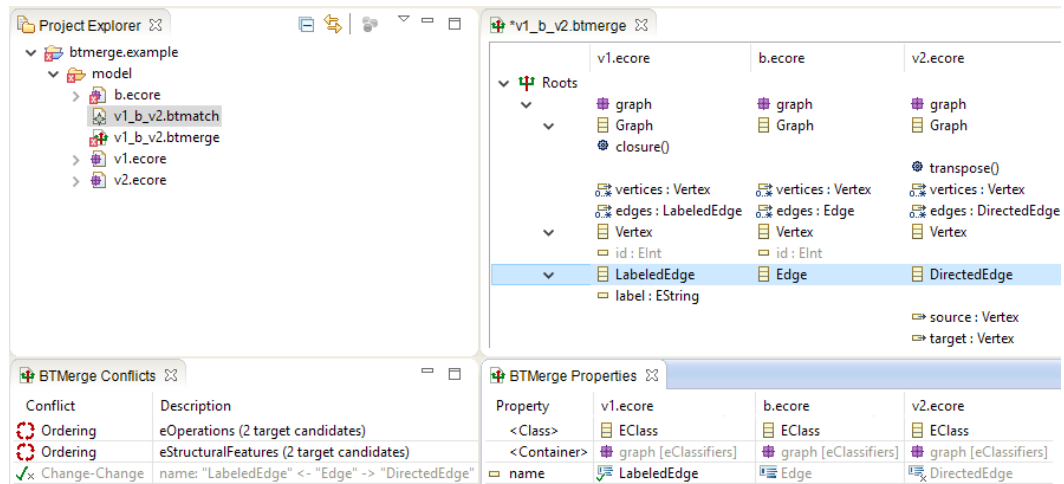 Project Explorer
btmerge.example
model
b.ecore
v1_b_v2.btmatch
v1_b_v2.btmerge
v1.ecore
v2.ecore
*v1_b_v2.btmerge
v1.ecore b.ecore v2.ecore
Roots
graph graph graph
Graph Graph Graph
closure()
transpose()
vertices : Vertex vertices : Vertex vertices : Vertex
edges : LabeledEdge edges : Edge edges : DirectedEdge
Vertex Vertex Vertex
id : EInt id : EInt
LabeledEdge Edge DirectedEdge
label : EString
source : Vertex
target : Vertex
BTMerge Conflicts
Conflict Description
Ordering eOperations (2 target candidates)
Ordering eStructuralFeatures (2 target candidates)
Change-Change name: "LabeledEdge" <- "Edge" -> "DirectedEdge"
BTMerge Properties
Property v1.ecore b.ecore v2.ecore
<Class> EClass EClass EClass
<Container> graph [eClassifiers] graph [eClassifiers] graph [eClassifiers]
name LabeledEdge Edge DirectedEdge